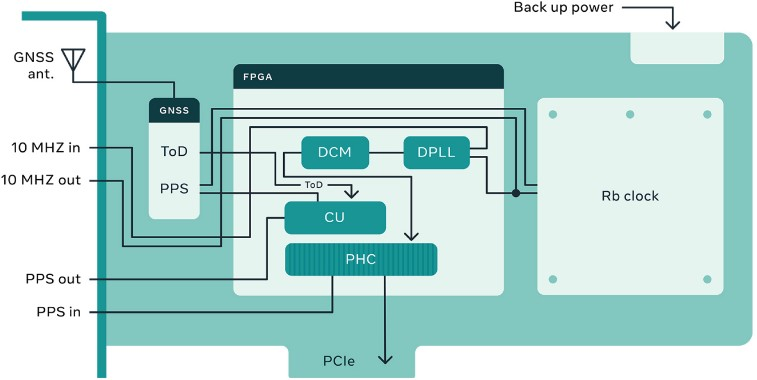 Back up power
GNSS
ant.
FPGA
GNSS
10 MHZ in
ToD
DCM
DPLL
10 MHZ out
PPS
ToD
Rb clock
CU
PHC
PPS out
PPS in
PCIe